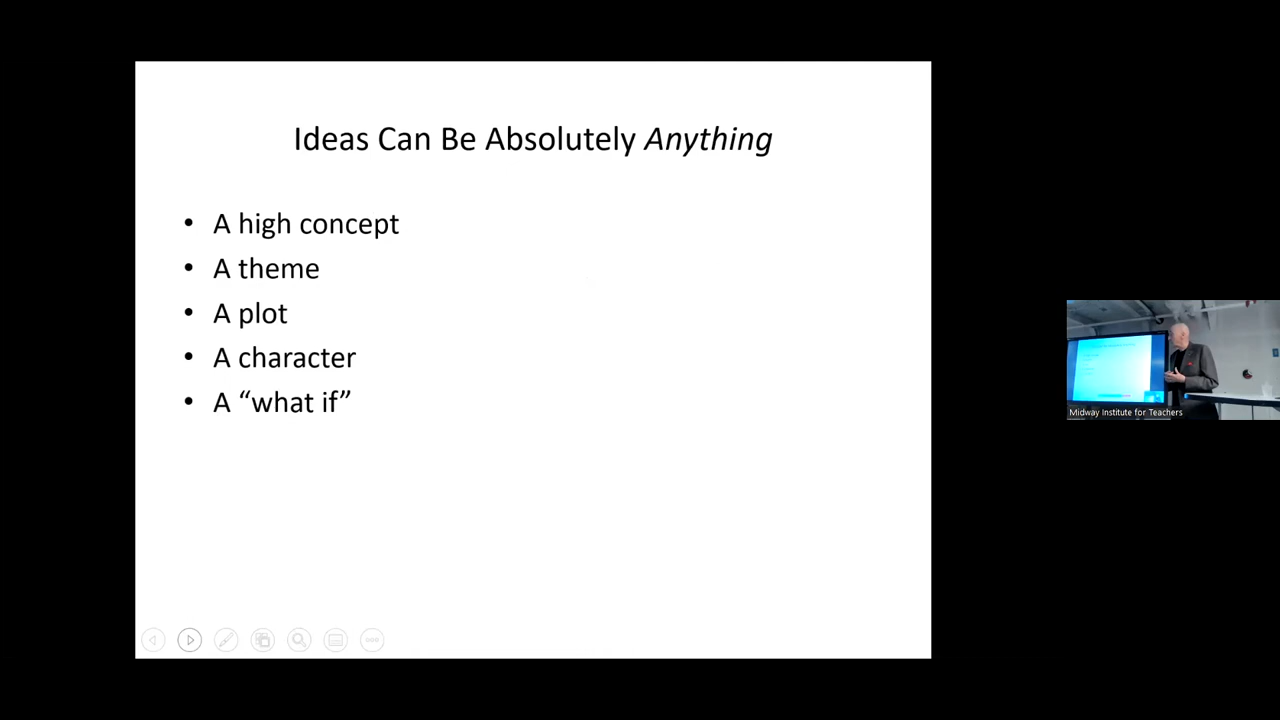 Ideas Can Be Absolutely Anything
• A high concept
• A theme
• A plot
• A character
• A “what if”
Midway Institute for Teachers